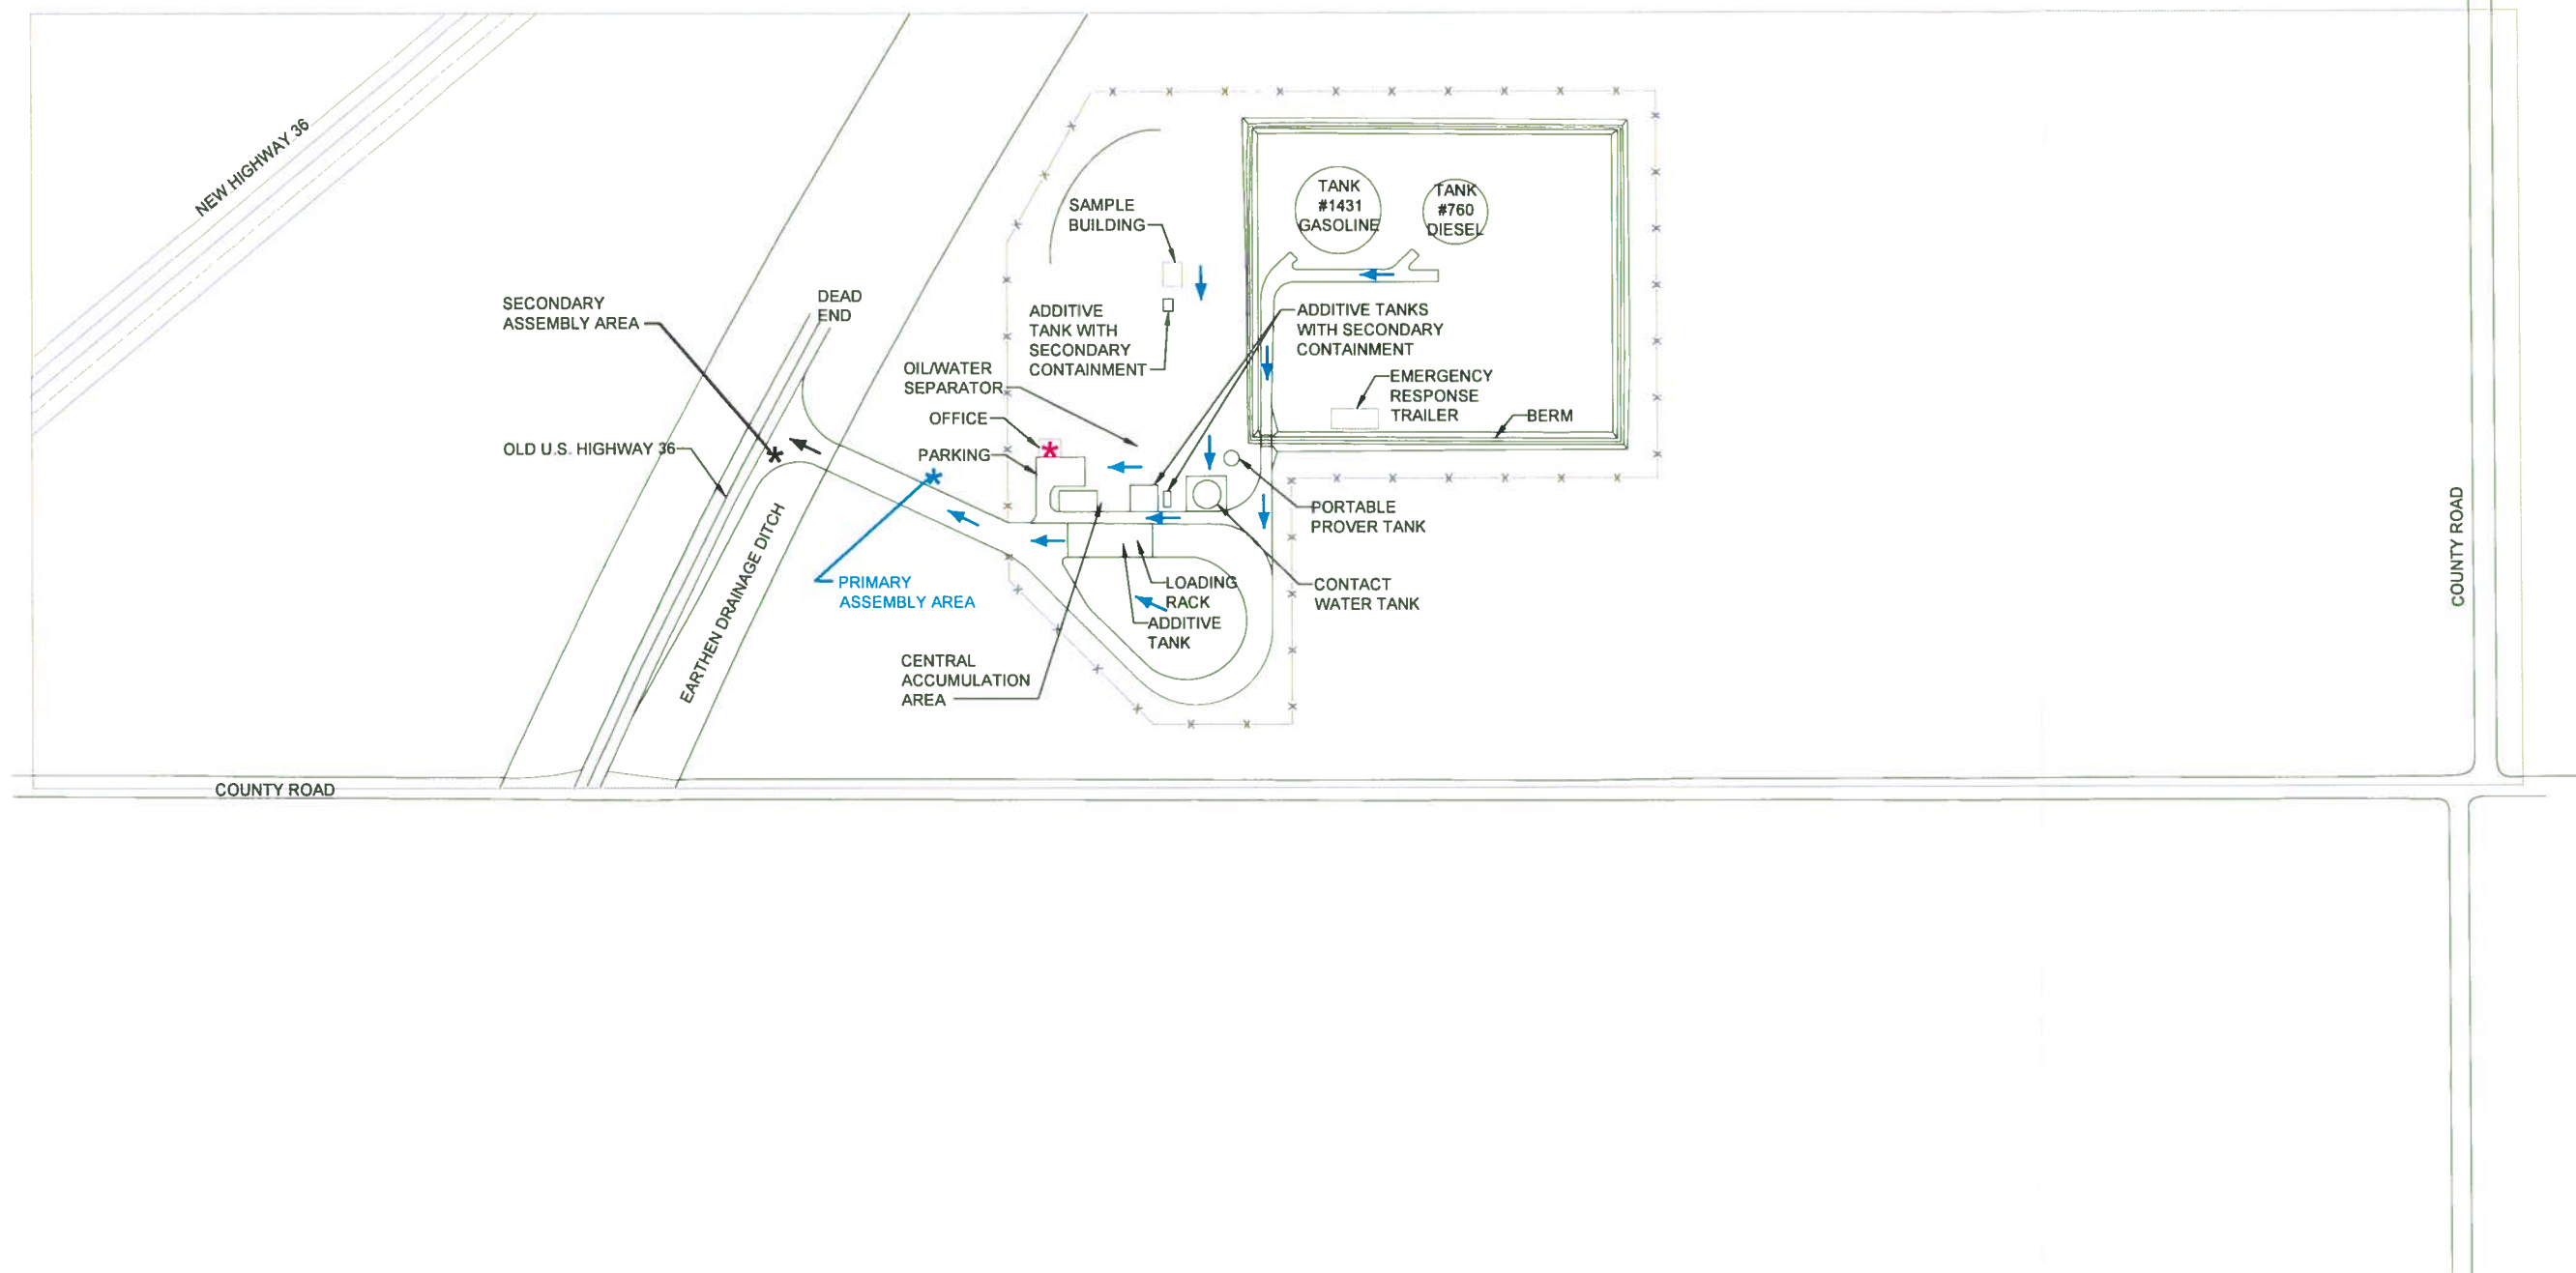 NEW HIGHWAY 36
TANK
#1431
GASOLINE
TANK
#760
DIESEL
SAMPLE
BUILDING
SECONDARY
ASSEMBLY AREA
DEAD
END
ADDITIVE
TANK WITH
SECONDARY
CONTAINMENT
ADDITIVE TANKS
WITH SECONDARY
CONTAINMENT
OIL/WATER
SEPARATOR
EMERGENCY
RESPONSE
TRAILER
BERM
OFFICE
PARKING
OLD U.S. HIGHWAY 36
PORTABLE
PROVER TANK
COUNTY ROAD
EARTHEN DRAINAGE DITCH
PRIMARY
ASSEMBLY AREA
LOADING
RACK
CONTACT
WATER TANK
ADDITIVE
TANK
CENTRAL
ACCUMULATION
AREA
COUNTY ROAD